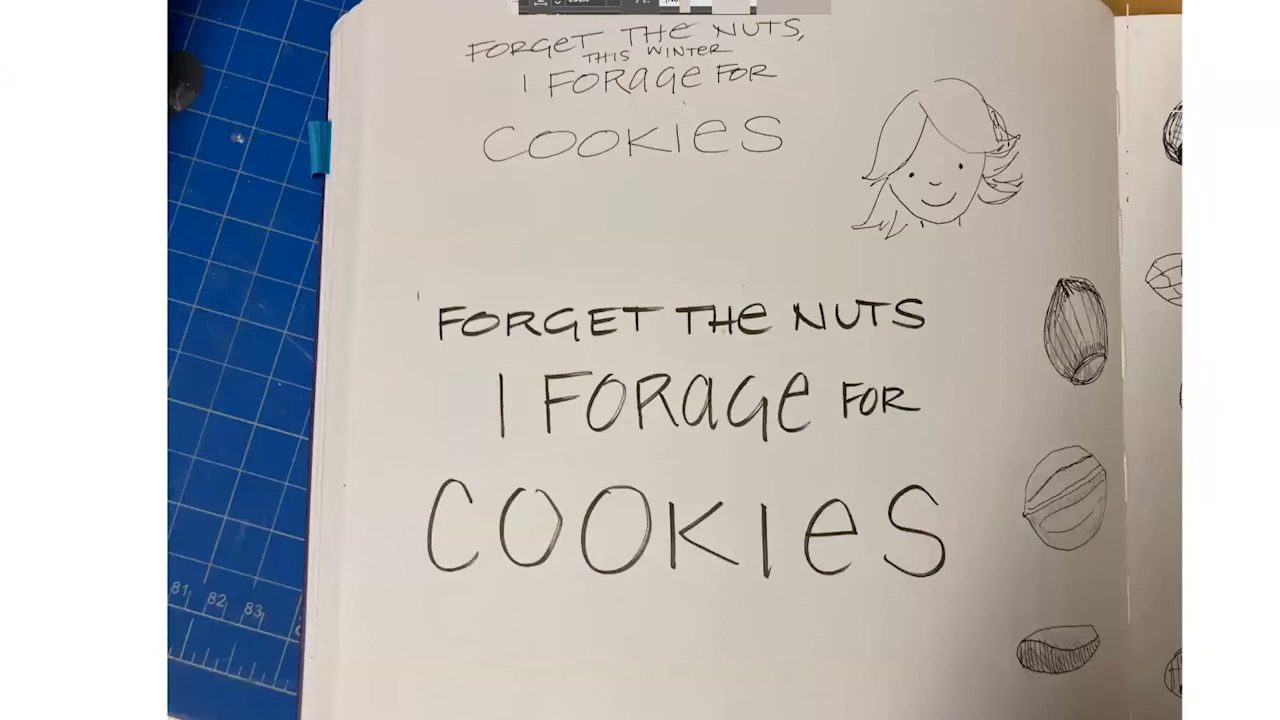 FORGET THE NUTS,
THIS WINTER
I FORAGE FOR
COOKIES
FORGET THE NUTS
I FORAGE FOR
COOKIES
81 82 83